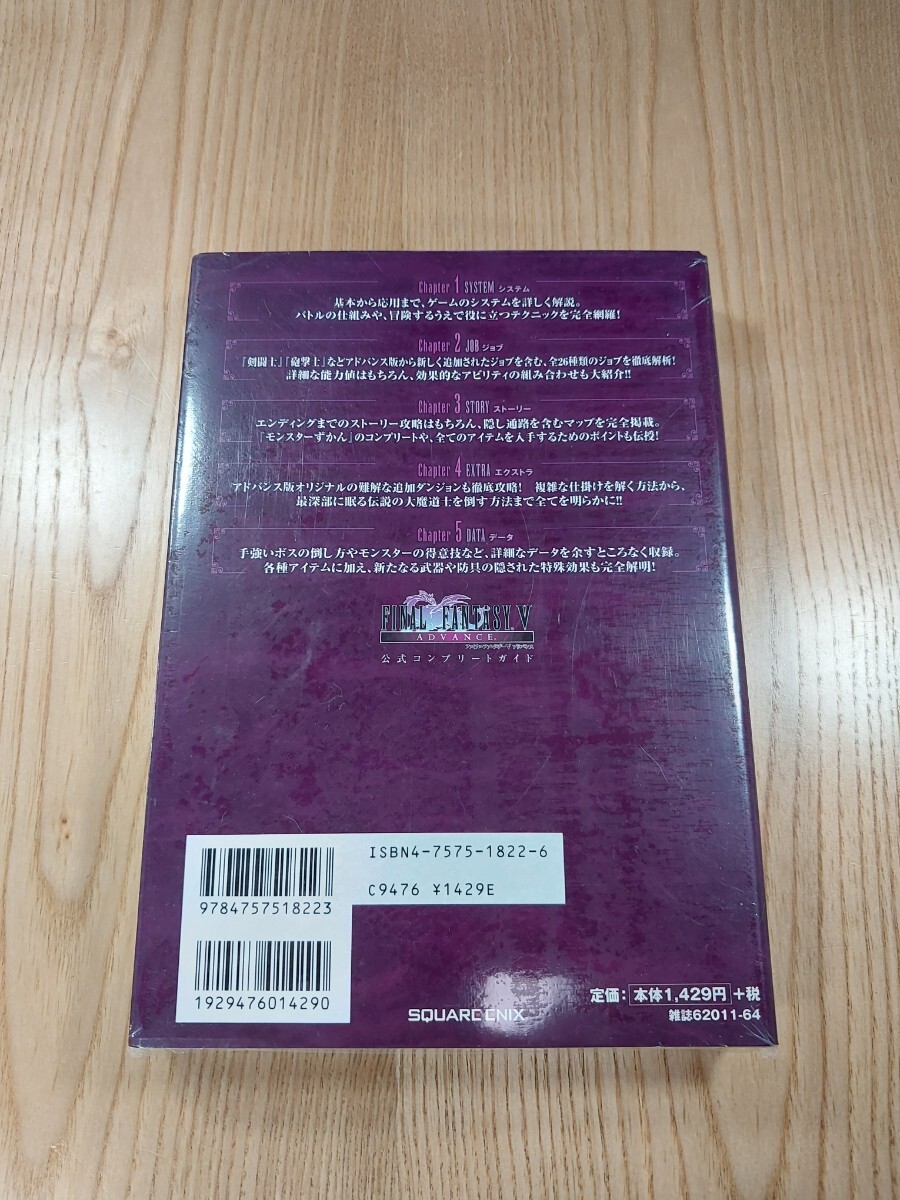 Chapter 1 SYSTEM システム
基本から応用まで、ゲームのシステムを詳しく解説。
バトルの仕組みや、冒険するうえで役に立つテクニックを完全網羅!
Chapter 2 JOB ジョブ
『剣闘士』『砲撃士』などアドバンス版から新しく追加されたジョブを含む、全26種類のジョブを徹底解析!
詳細な能力値はもちろん、効果的なアビリティの組み合わせも大紹介!!
Chapter 3 STORY ストーリー
エンディングまでのストーリー攻略はもちろん、隠し通路を含むマップを完全掲載。
『モンスターずかん』のコンプリートや、全てのアイテムを入手するためのポイントも伝授!
Chapter 4 EXTRA エクストラ
アドバンス版オリジナルの難解な追加ダンジョンも徹底攻略! 複雑な仕掛けを解く方法から、
最深部に眠る伝説の大魔道士を倒す方法まで全てを明らかに!!
Chapter 5 DATA データ
手強いボスの倒し方やモンスターの得意技など、詳細なデータを余すところなく収録。
各種アイテムに加え、新たなる武器や防具の隠された特殊効果も完全解明!
FINAL FANTASY V
ADVANCE
ファイナルファンタジーV アドバンス
公式コンプリートガイド
ISBN4-7575-1822-6
C9476 ¥1429E
9784757518223
1929476014290
定価: 本体1,429円 +税
雑誌62011-64
SQUARE ENIX